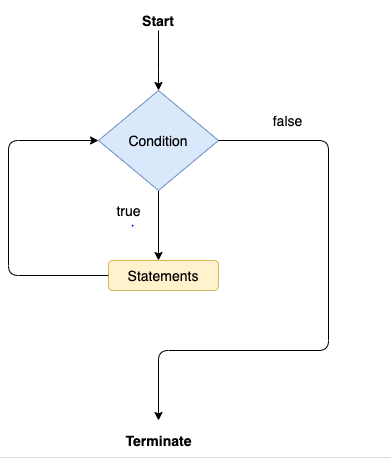 Start
Condition
false
true
Statements
Terminate